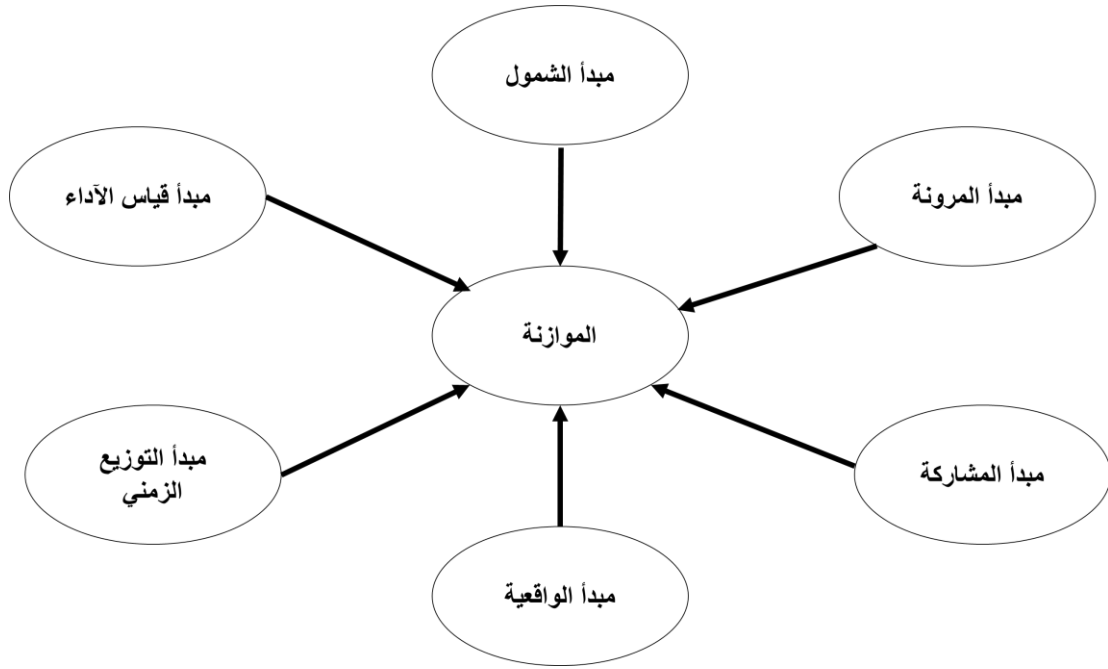 مبدأ الشمول
مبدأ المرونة
مبدأ قياس الآداء
الموازنة
مبدأ المشاركة
مبدأ التوزيع
الزمني
مبدأ الواقعية